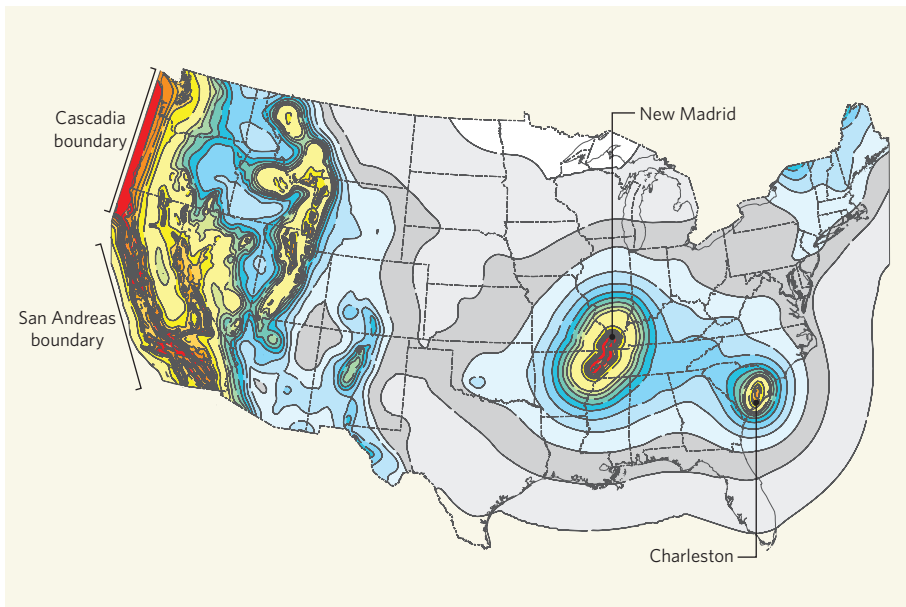 Cascadia
boundary
New Madrid
San Andreas
boundary
Charleston